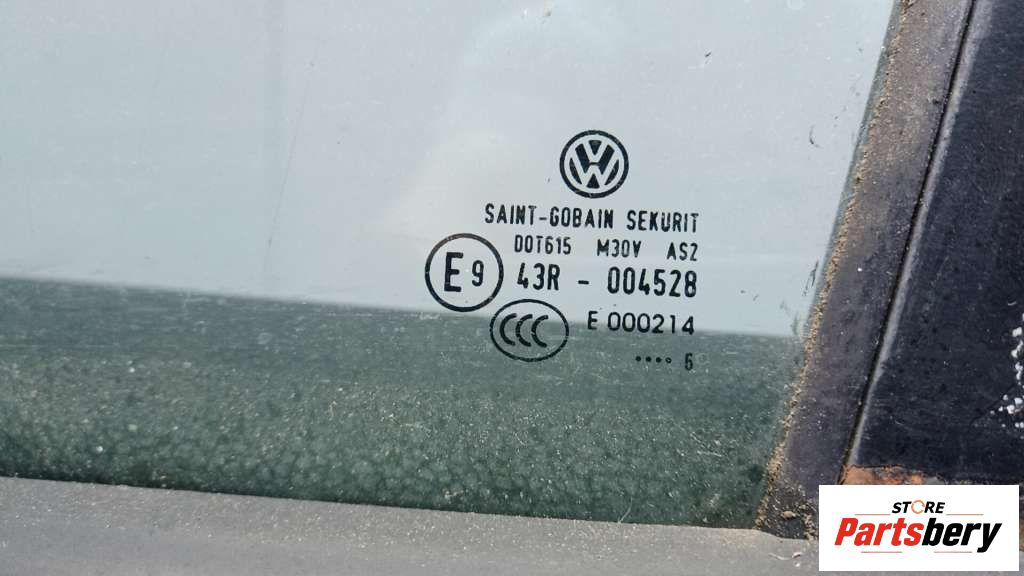 VW
SAINT-GOBAIN SEKURIT
DOT615 M30V AS2
E9 43R - 004528
CCC E 000214
.... 6
STORE
Partsbery